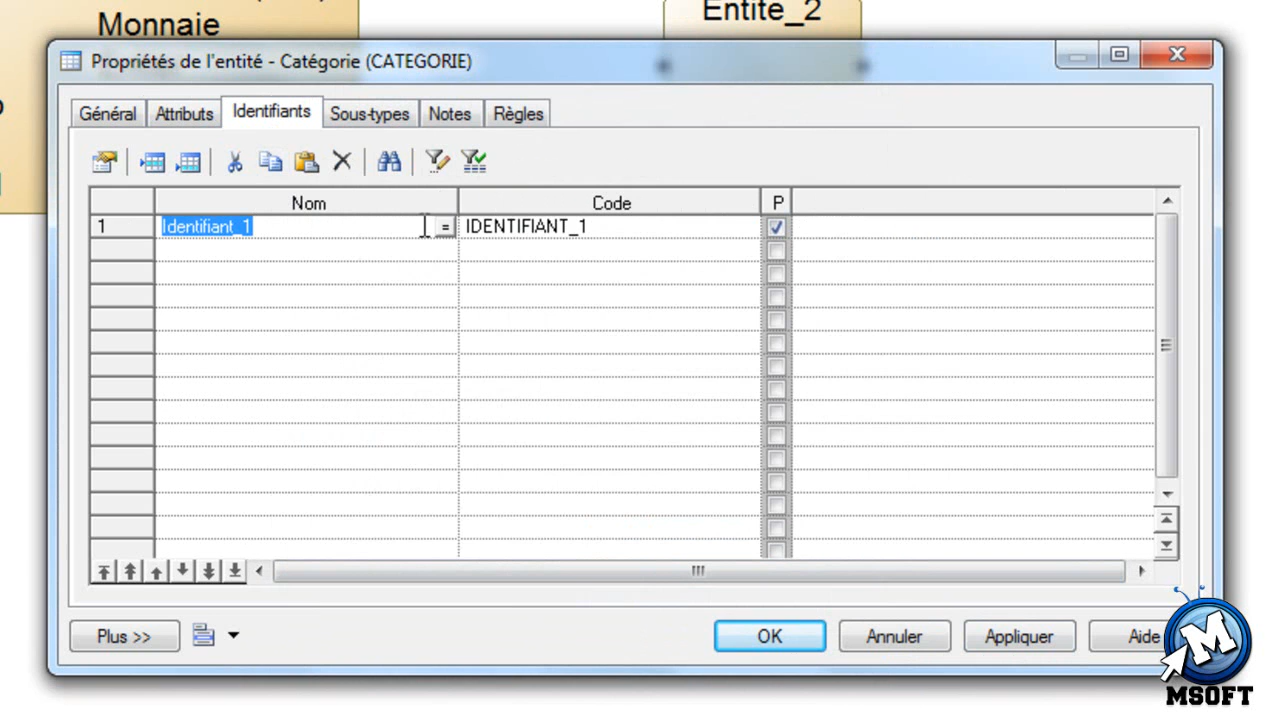 Monnaie
Entite_2
Propriétés de l'entité - Catégorie (CATEGORIE)
Général Attributs Identifiants Sous-types Notes Règles
Nom Code P
1 Identifiant_1 = IDENTIFIANT_1
Plus >> OK Annuler Appliquer Aide
M
MSOFT